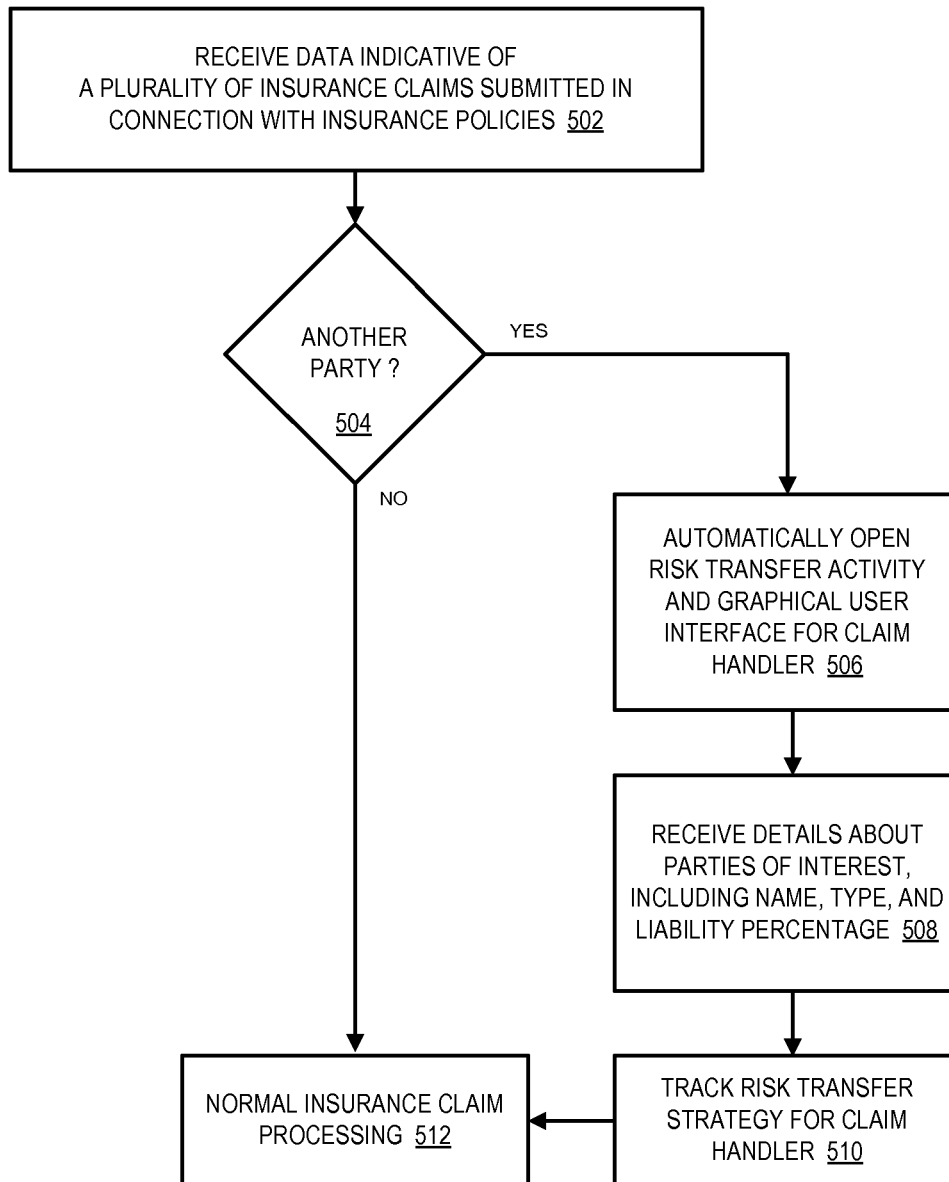 RECEIVE DATA INDICATIVE OF
A PLURALITY OF INSURANCE CLAIMS SUBMITTED IN
CONNECTION WITH INSURANCE POLICIES 502
ANOTHER
PARTY ?
504
YES
NO
AUTOMATICALLY OPEN
RISK TRANSFER ACTIVITY
AND GRAPHICAL USER
INTERFACE FOR CLAIM
HANDLER 506
RECEIVE DETAILS ABOUT
PARTIES OF INTEREST,
INCLUDING NAME, TYPE, AND
LIABILITY PERCENTAGE 508
TRACK RISK TRANSFER
STRATEGY FOR CLAIM
HANDLER 510
NORMAL INSURANCE CLAIM
PROCESSING 512